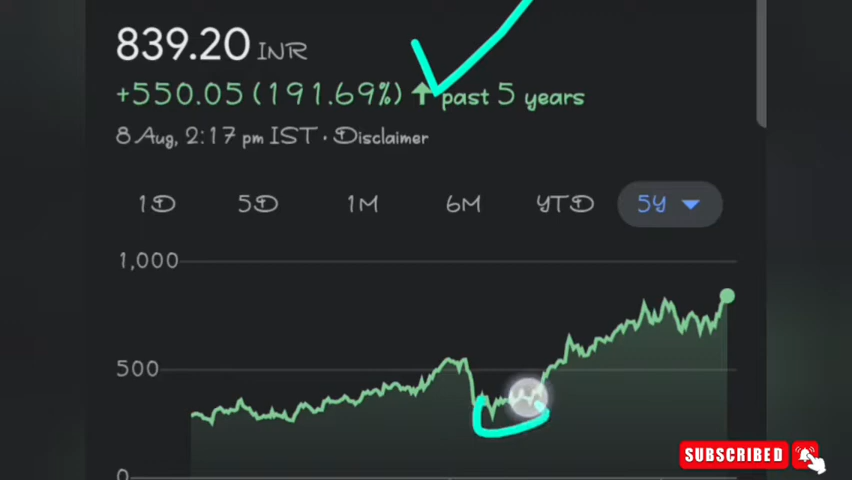 839.20 INR
+550.05 (191.69%) ↑ past 5 years
8 Aug, 2:17 pm IST · Disclaimer
1D 5D 1M 6M YTD 5Y
1,000
500
0
SUBSCRIBED